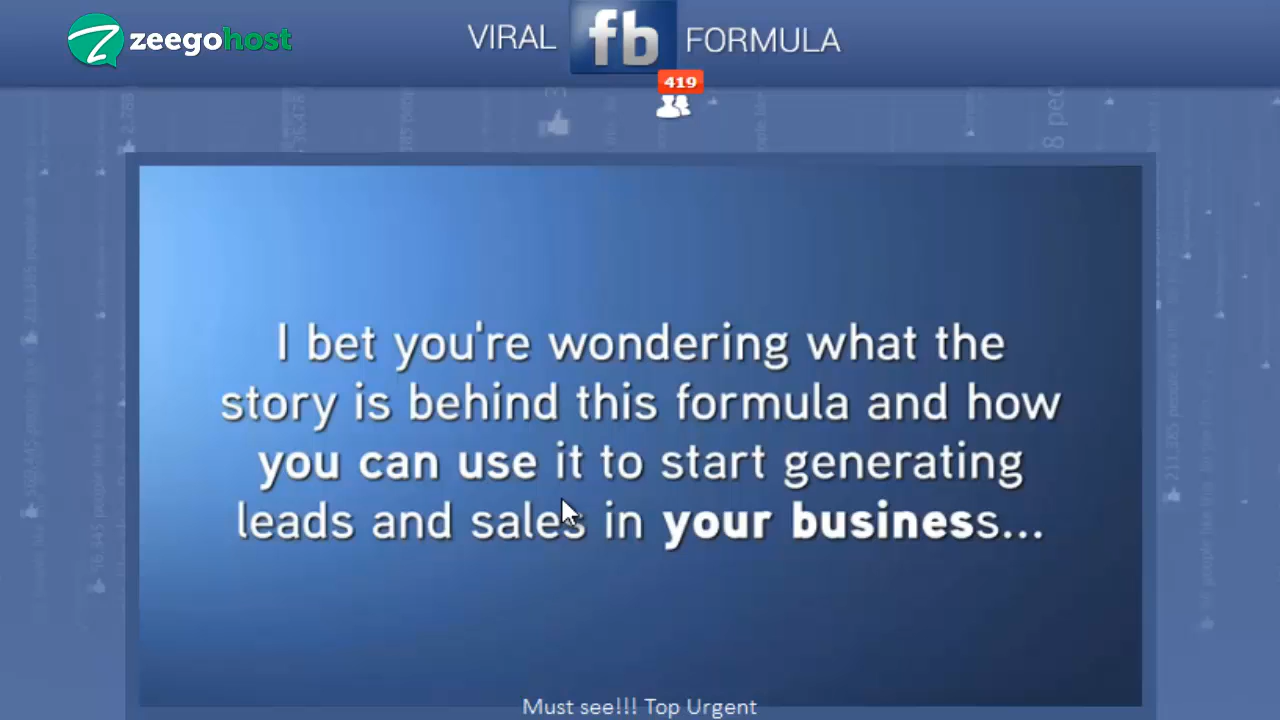 zeegohost
VIRAL fb FORMULA
419
I bet you're wondering what the
story is behind this formula and how
you can use it to start generating
leads and sales in your business...
Must see!!! Top Urgent